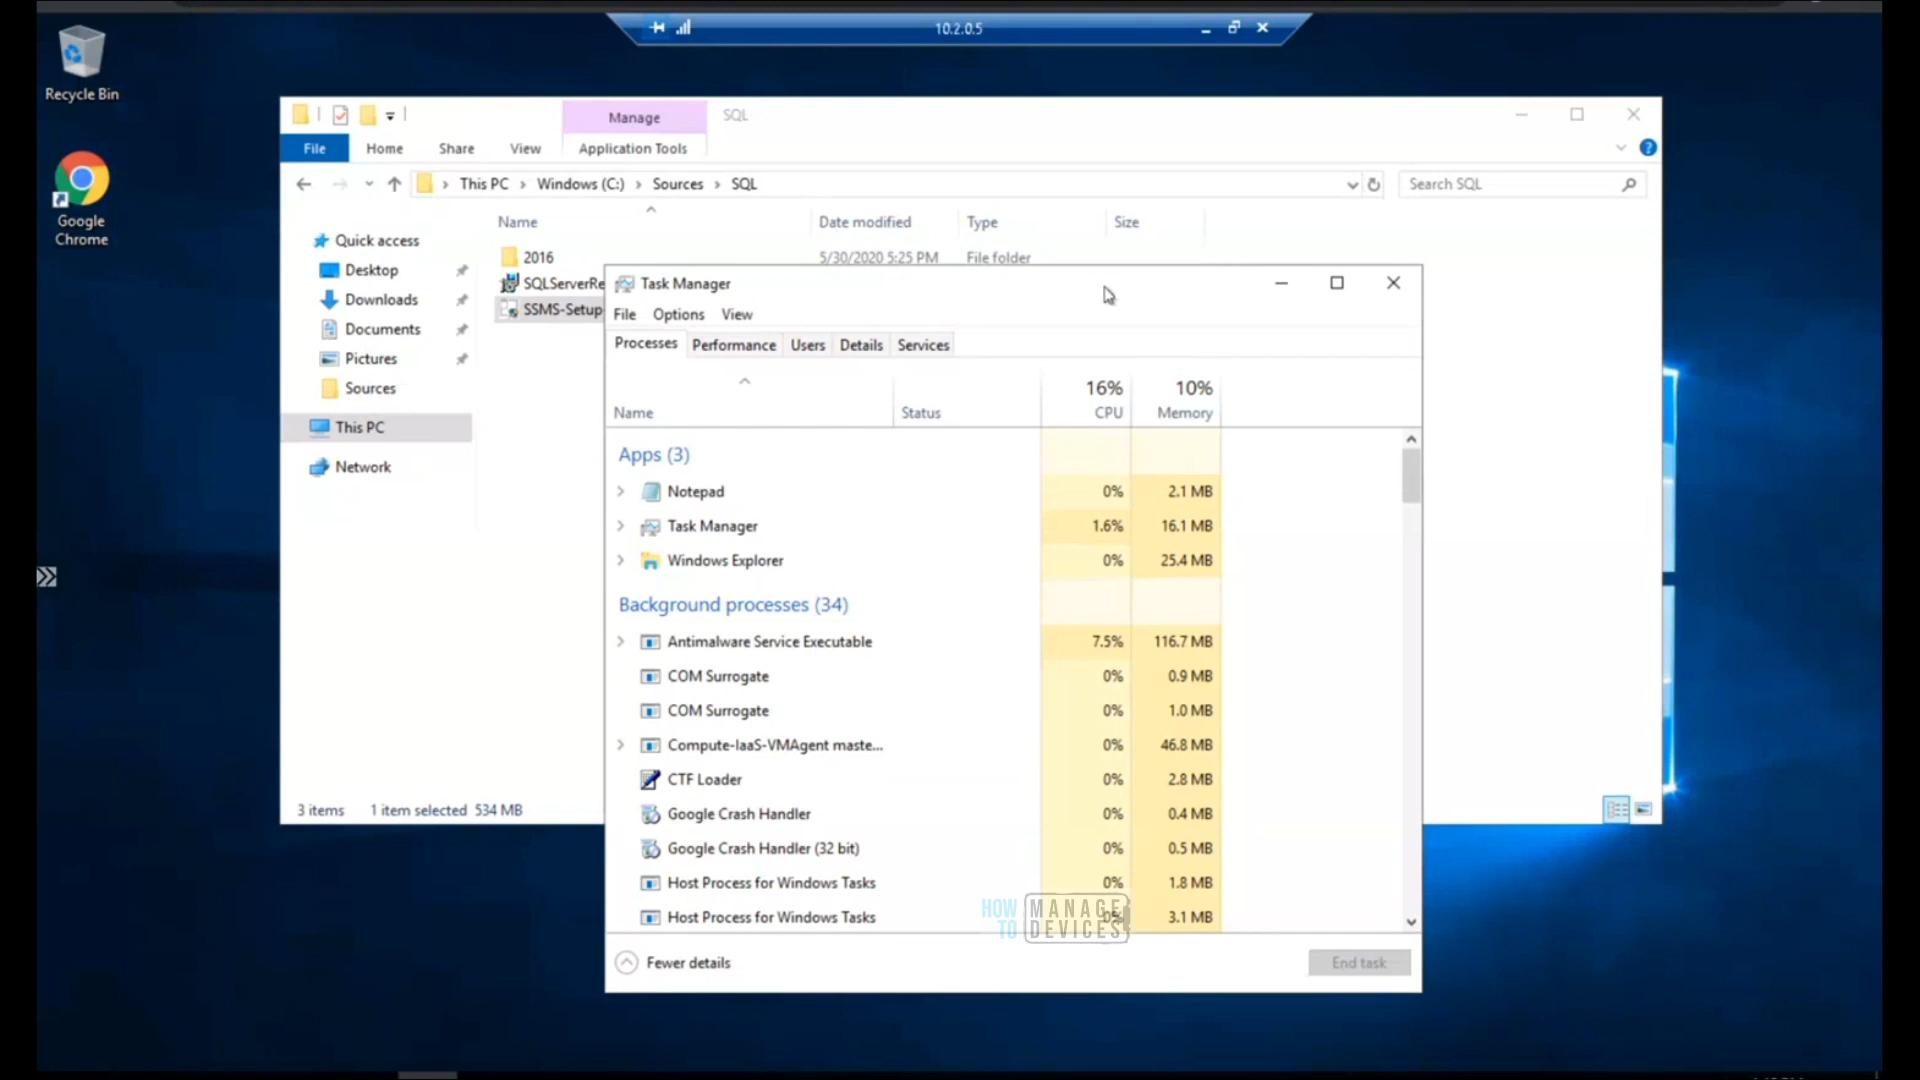 10.2.0.5
Recycle Bin
Google
Chrome
Manage
SQL
File Home Share View Application Tools
This PC Windows (C:) Sources SQL
Search SQL
Name Date modified Type Size
Quick access
Desktop
Downloads
Documents
Pictures
Sources
This PC
Network
2016 5/30/2020 5:25 PM File folder
SQLServerRe
SSMS-Setup
3 items 1 item selected 534 MB
Task Manager
File Options View
Processes Performance Users Details Services
16% 10%
Name Status CPU Memory
Apps (3)
Notepad 0% 2.1 MB
Task Manager 1.6% 16.1 MB
Windows Explorer 0% 25.4 MB
Background processes (34)
Antimalware Service Executable 7.5% 116.7 MB
COM Surrogate 0% 0.9 MB
COM Surrogate 0% 1.0 MB
Compute-IaaS-VMAgent maste... 0% 46.8 MB
CTF Loader 0% 2.8 MB
Google Crash Handler 0% 0.4 MB
Google Crash Handler (32 bit) 0% 0.5 MB
Host Process for Windows Tasks 0% 1.8 MB
Host Process for Windows Tasks 0% 3.1 MB
HOW MANAGE
TO DEVICES
Fewer details End task